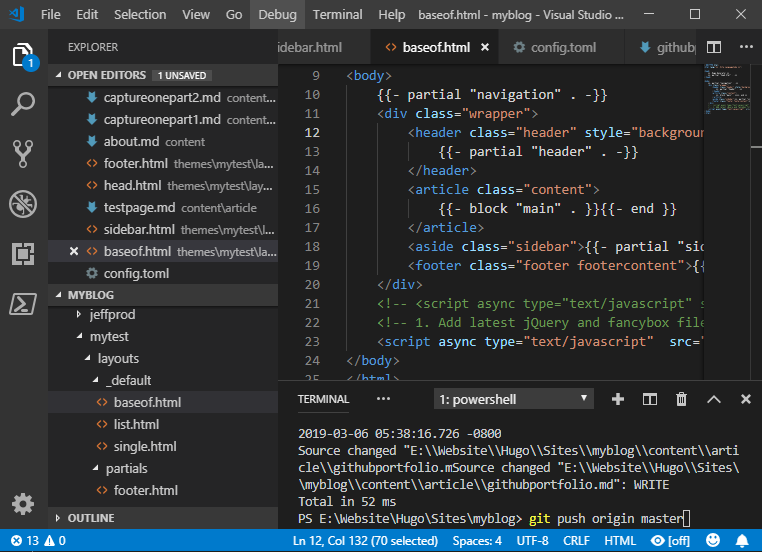 File Edit Selection View Go Debug Terminal Help baseof.html - myblog - Visual Studio ...
EXPLORER
OPEN EDITORS 1 UNSAVED
captureonepart2.md content...
captureonepart1.md content...
about.md content
footer.html themes\mytest\la...
head.html themes\mytest\lay...
testpage.md content\article
sidebar.html themes\mytest\l...
baseof.html themes\mytest\la...
config.toml
MYBLOG
jeffprod
mytest
layouts
_default
baseof.html
list.html
single.html
partials
footer.html
OUTLINE
idebar.html baseof.html config.toml github
9 <body>
10 {{- partial "navigation" . -}}
11 <div class="wrapper">
12 <header class="header" style="background
13 {{- partial "header" . -}}
14 </header>
15 <article class="content">
16 {{- block "main" . }}{{- end }}
17 </article>
18 <aside class="sidebar">{{- partial "sid
19 <footer class="footer footercontent">{{
20 </div>
21 <!-- <script async type="text/javascript" s
22 <!-- 1. Add latest jQuery and fancybox file
23 <script async type="text/javascript"  src="
24 </body>
25 </html>
TERMINAL ... 1: powershell
2019-03-06 05:38:16.726 -0800
Source changed "E:\\Website\\Hugo\\Sites\\myblog\\content\\arti
cle\\githubportfolio.mSource changed "E:\\Website\\Hugo\\Sites\
\myblog\\content\\article\\githubportfolio.md": WRITE
Total in 52 ms
PS E:\Website\Hugo\Sites\myblog> git push origin master
1
13 0 Ln 12, Col 132 (70 selected) Spaces: 4 UTF-8 CRLF HTML [off]